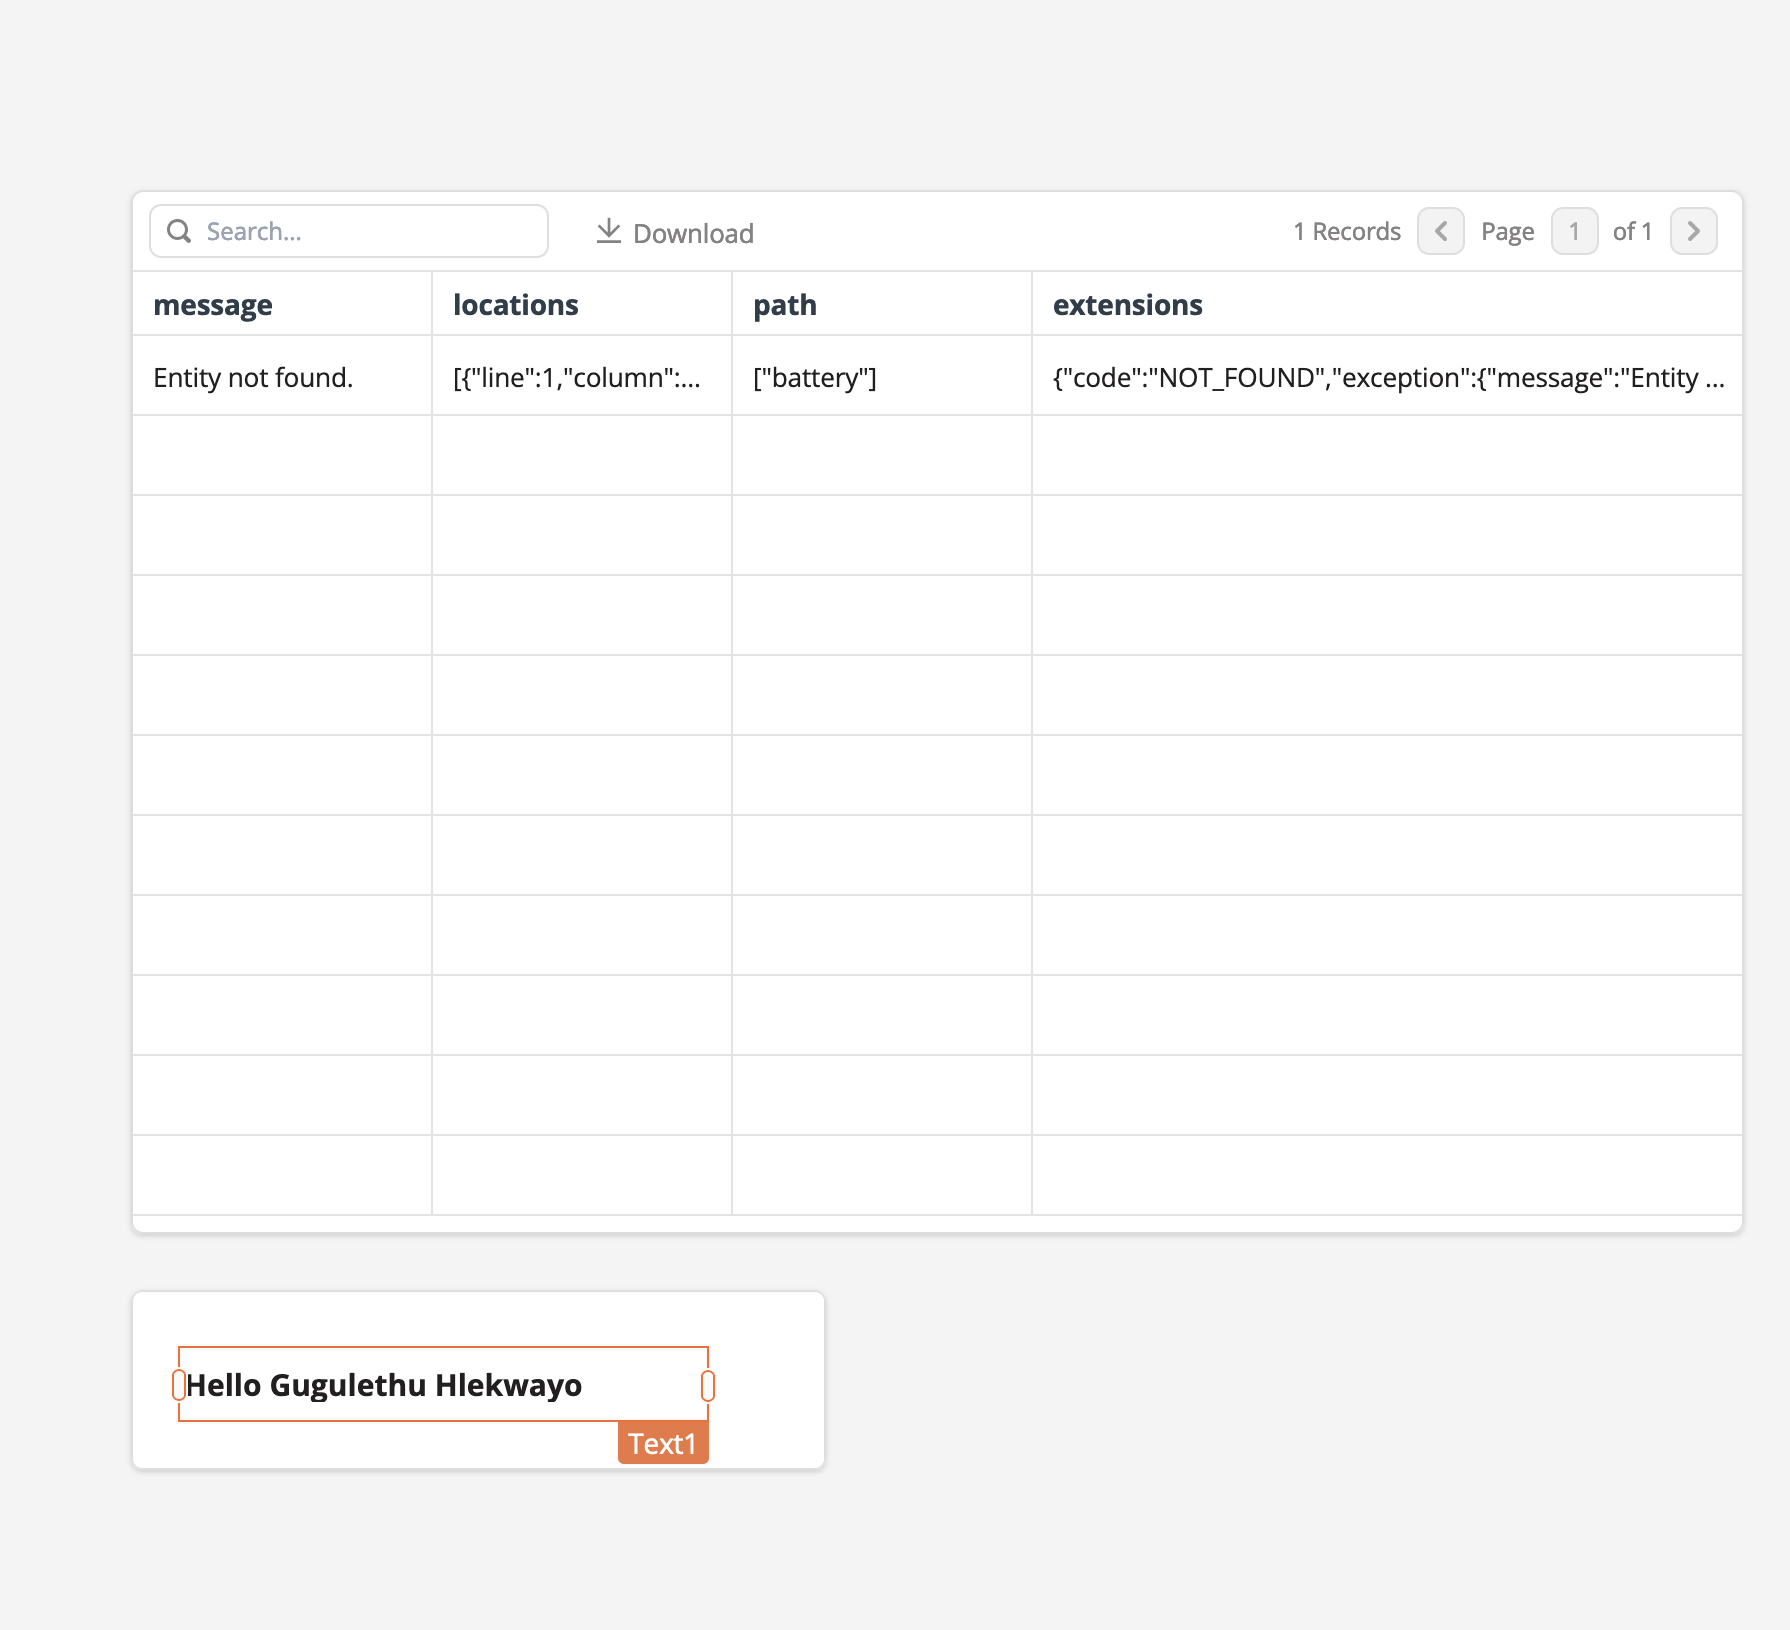 Search... Download 1 Records Page 1 of 1
message locations path extensions
Entity not found. [{"line":1,"column":... ["battery"] {"code":"NOT_FOUND","exception":{"message":"Entity ...
Hello Gugulethu Hlekwayo
Text1